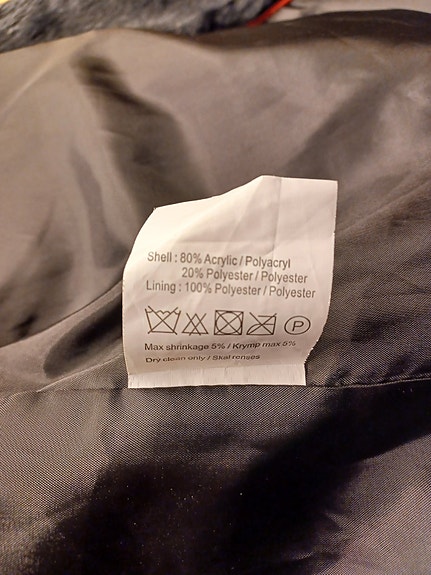 Shell : 80% Acrylic / Polyacryl
20% Polyester / Polyester
Lining : 100% Polyester / Polyester
P
Max shrinkage 5% / Krymp max 5%
Dry clean only / Skal renses